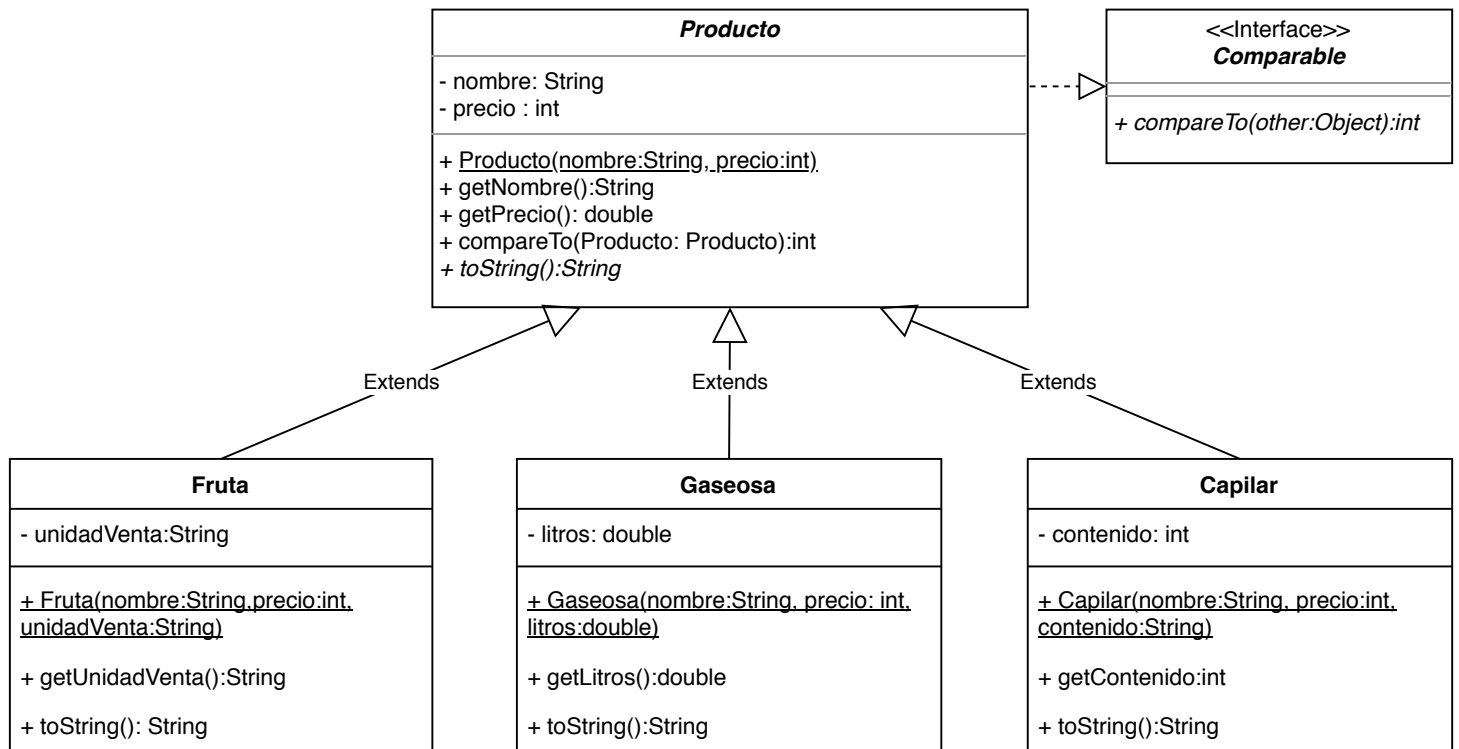 Producto
- nombre: String
- precio : int
+ Producto(nombre:String, precio:int)
+ getNombre():String
+ getPrecio(): double
+ compareTo(Producto: Producto):int
+ toString():String
<<Interface>>
Comparable
+ compareTo(other:Object):int
Extends
Extends
Extends
Fruta
- unidadVenta:String
+ Fruta(nombre:String,precio:int,
unidadVenta:String)
+ getUnidadVenta():String
+ toString(): String
Gaseosa
- litros: double
+ Gaseosa(nombre:String, precio: int,
litros:double)
+ getLitros():double
+ toString():String
Capilar
- contenido: int
+ Capilar(nombre:String, precio:int,
contenido:String)
+ getContenido:int
+ toString():String